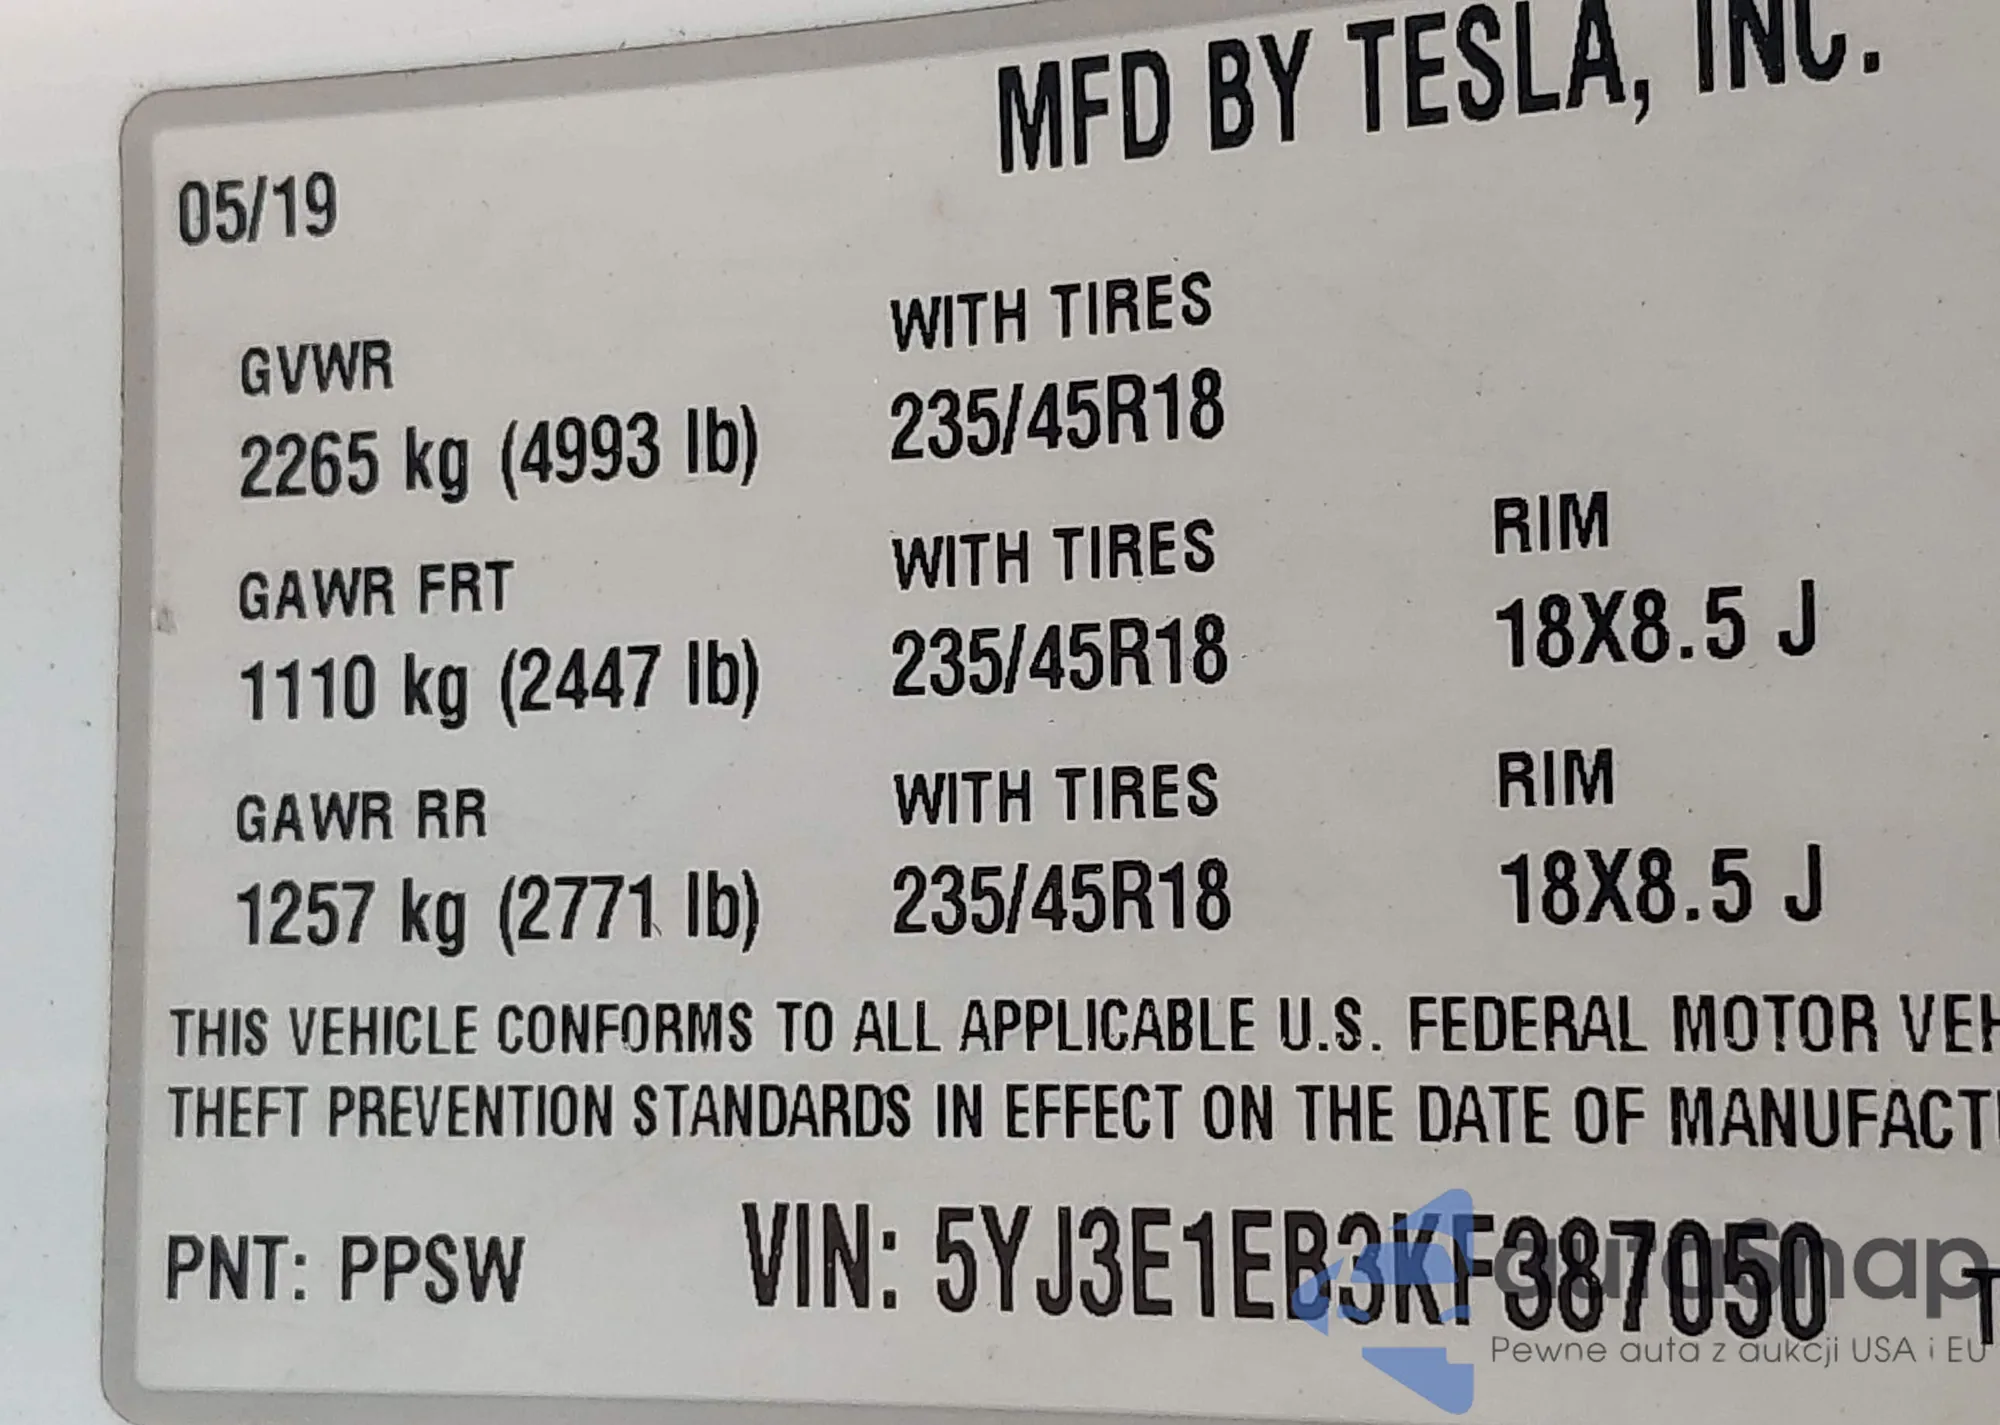 MFD BY TESLA, INC.
05/19
GVWR
2265 kg (4993 lb)
WITH TIRES
235/45R18
GAWR FRT
1110 kg (2447 lb)
WITH TIRES
235/45R18
RIM
18X8.5 J
GAWR RR
1257 kg (2771 lb)
WITH TIRES
235/45R18
RIM
18X8.5 J
THIS VEHICLE CONFORMS TO ALL APPLICABLE U.S. FEDERAL MOTOR VEH
THEFT PREVENTION STANDARDS IN EFFECT ON THE DATE OF MANUFACT
PNT: PPSW
VIN: 5YJ3E1EB3KF387050
T
autaSnap
Pewne auta z aukcji USA i EU